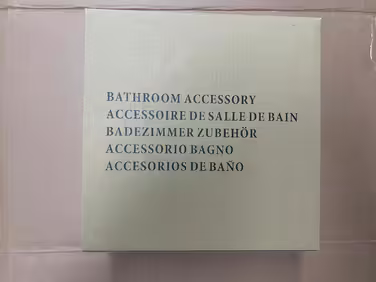 BATHROOM ACCESSORY
ACCESSOIRE DE SALLE DE BAIN
BADEZIMMER ZUBEHÖR
ACCESSORIO BAGNO
ACCESORIOS DE BAÑO